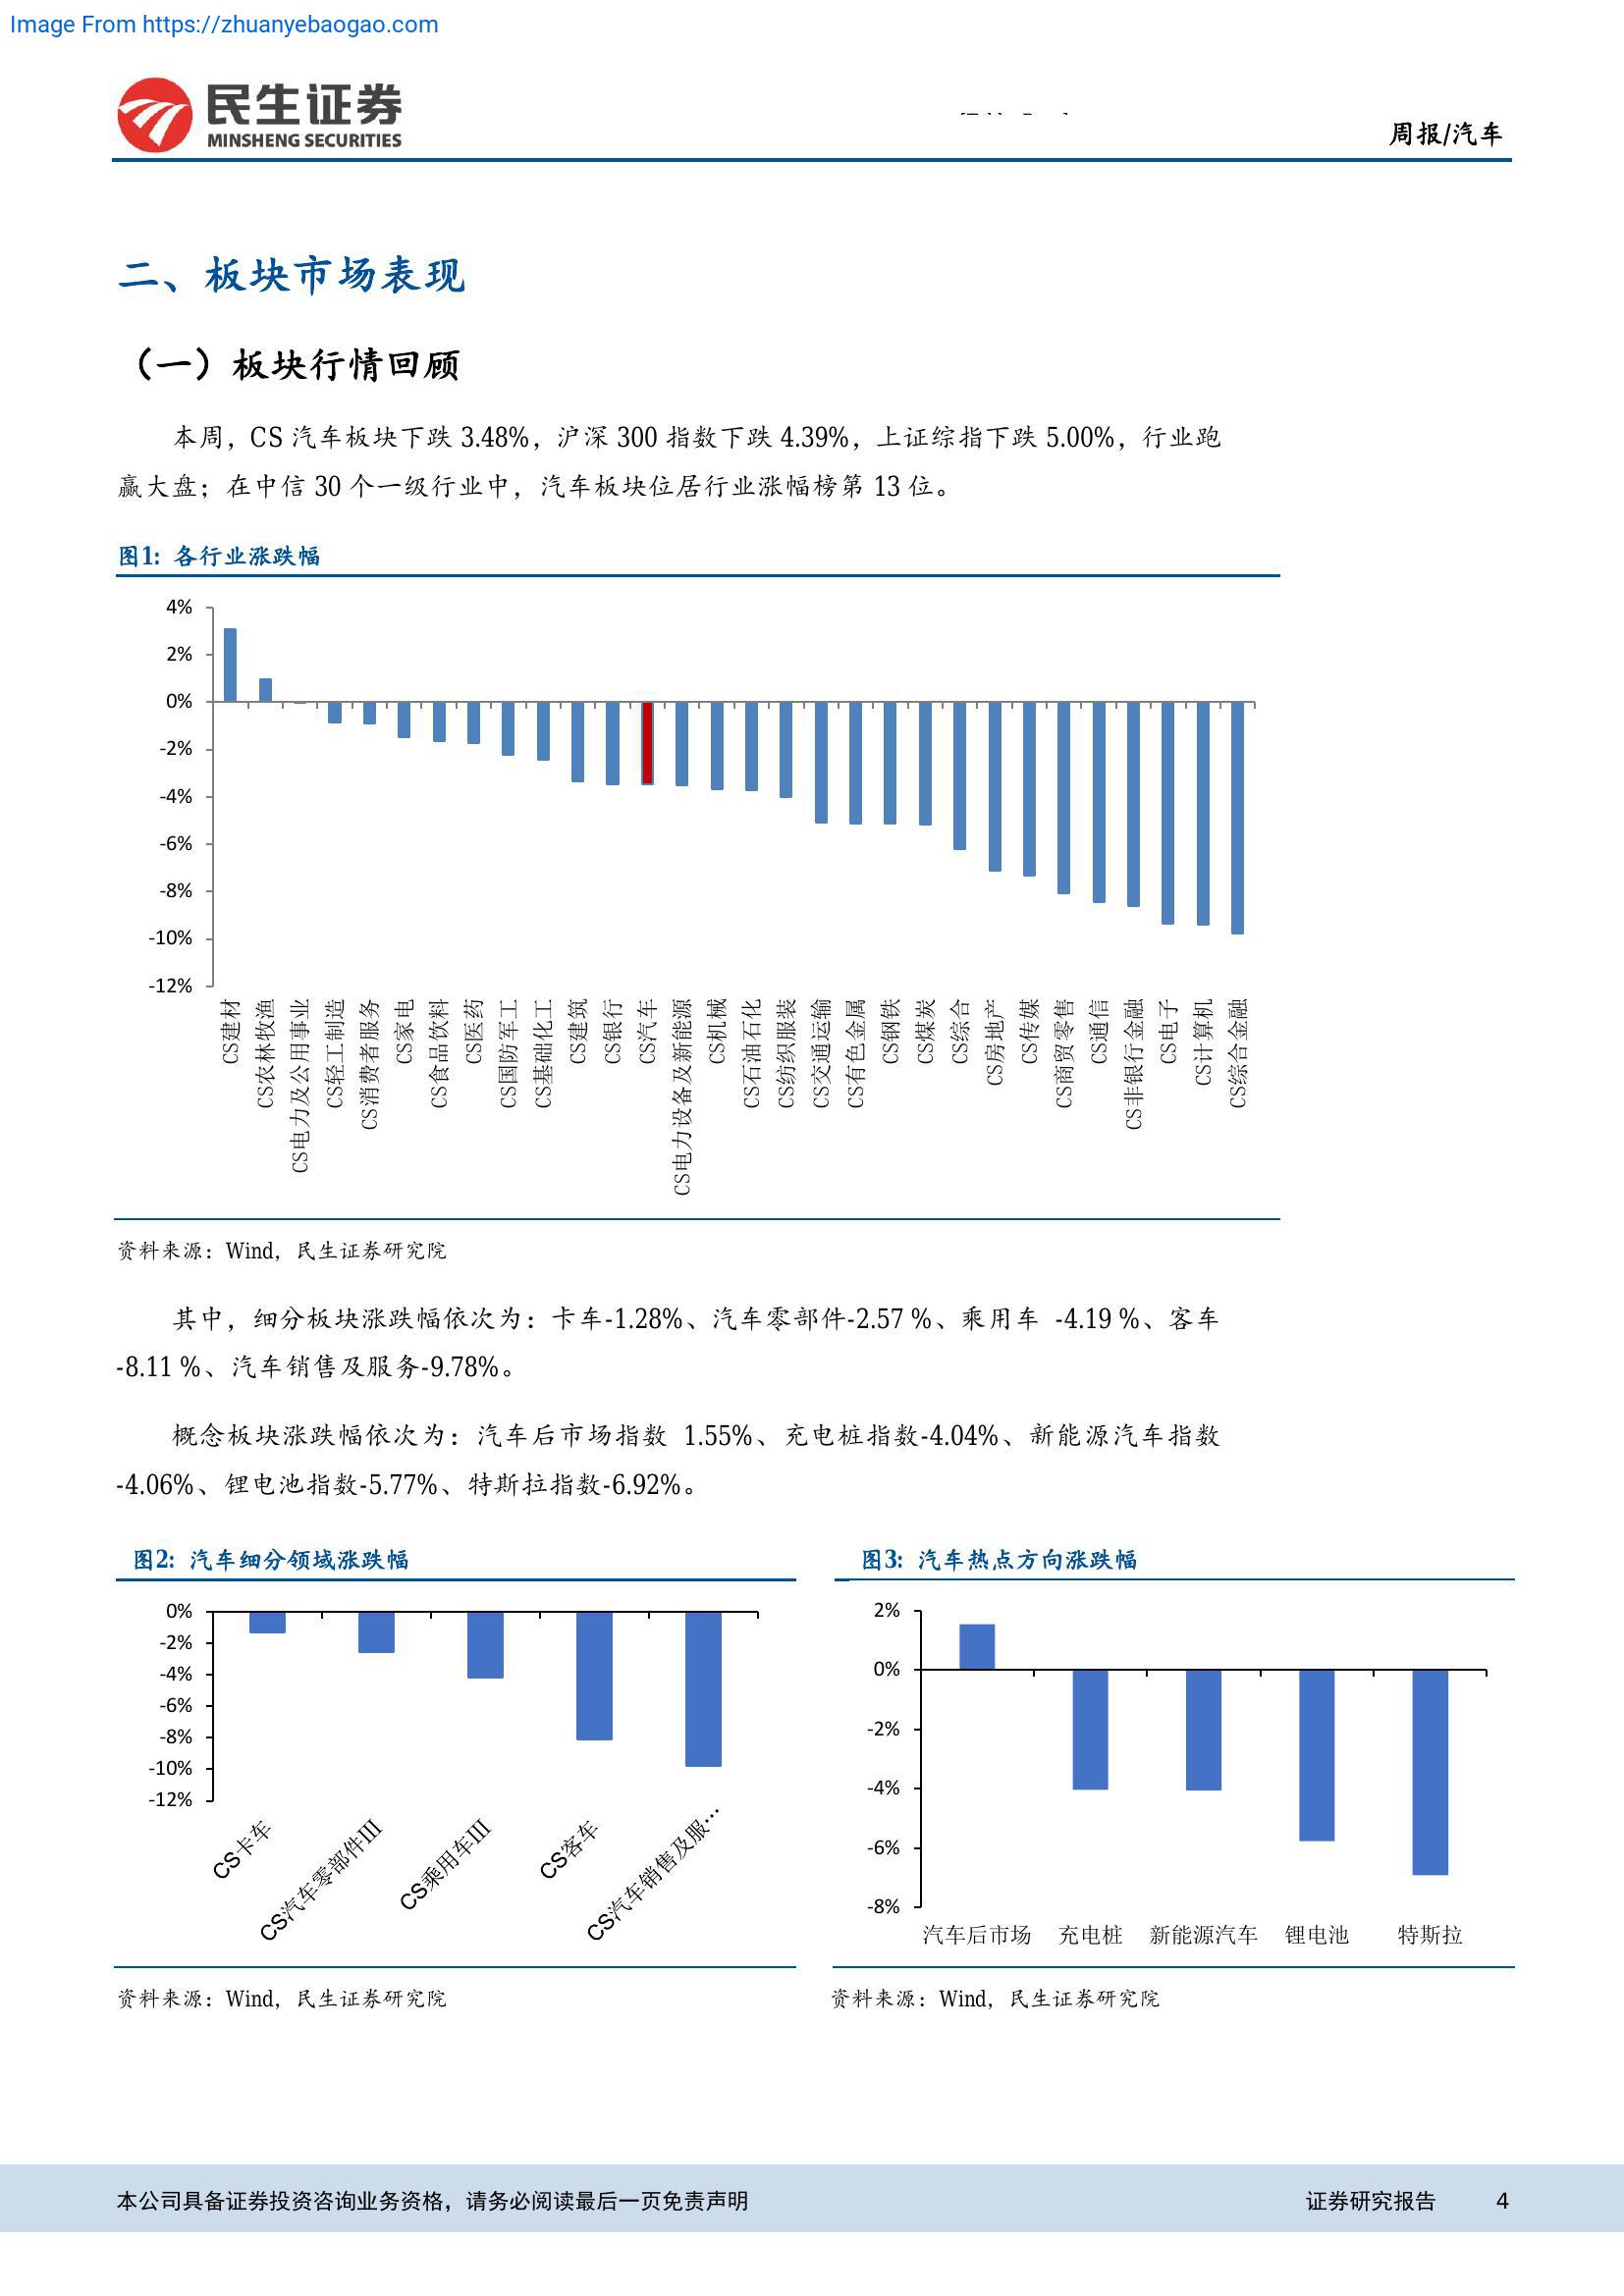 Image From https://zhuanyebaogao.com
民生证券
MINSHENG SECURITIES
周报/汽车
二、板块市场表现
（一）板块行情回顾
本周，CS 汽车板块下跌 3.48%，沪深 300 指数下跌 4.39%，上证综指下跌 5.00%，行业跑
赢大盘；在中信 30 个一级行业中，汽车板块位居行业涨幅榜第 13 位。
图1: 各行业涨跌幅
4%
2%
0%
-2%
-4%
-6%
-8%
-10%
-12%
CS建材
CS农林牧渔
CS电力及公用事业
CS轻工制造
CS消费者服务
CS家电
CS食品饮料
CS医药
CS国防军工
CS基础化工
CS建筑
CS银行
CS汽车
CS电力设备及新能源
CS机械
CS石油石化
CS纺织服装
CS交通运输
CS有色金属
CS钢铁
CS煤炭
CS综合
CS房地产
CS传媒
CS商贸零售
CS通信
CS非银行金融
CS电子
CS计算机
CS综合金融
资料来源：Wind，民生证券研究院
其中，细分板块涨跌幅依次为：卡车-1.28%、汽车零部件-2.57 %、乘用车 -4.19 %、客车
-8.11 %、汽车销售及服务-9.78%。
概念板块涨跌幅依次为：汽车后市场指数 1.55%、充电桩指数-4.04%、新能源汽车指数
-4.06%、锂电池指数-5.77%、特斯拉指数-6.92%。
图2: 汽车细分领域涨跌幅
0%
-2%
-4%
-6%
-8%
-10%
-12%
CS卡车
CS汽车零部件III
CS乘用车III
CS客车
CS汽车销售及服…
资料来源：Wind，民生证券研究院
图3: 汽车热点方向涨跌幅
2%
0%
-2%
-4%
-6%
-8%
汽车后市场
充电桩
新能源汽车
锂电池
特斯拉
资料来源：Wind，民生证券研究院
本公司具备证券投资咨询业务资格，请务必阅读最后一页免责声明
证券研究报告 4